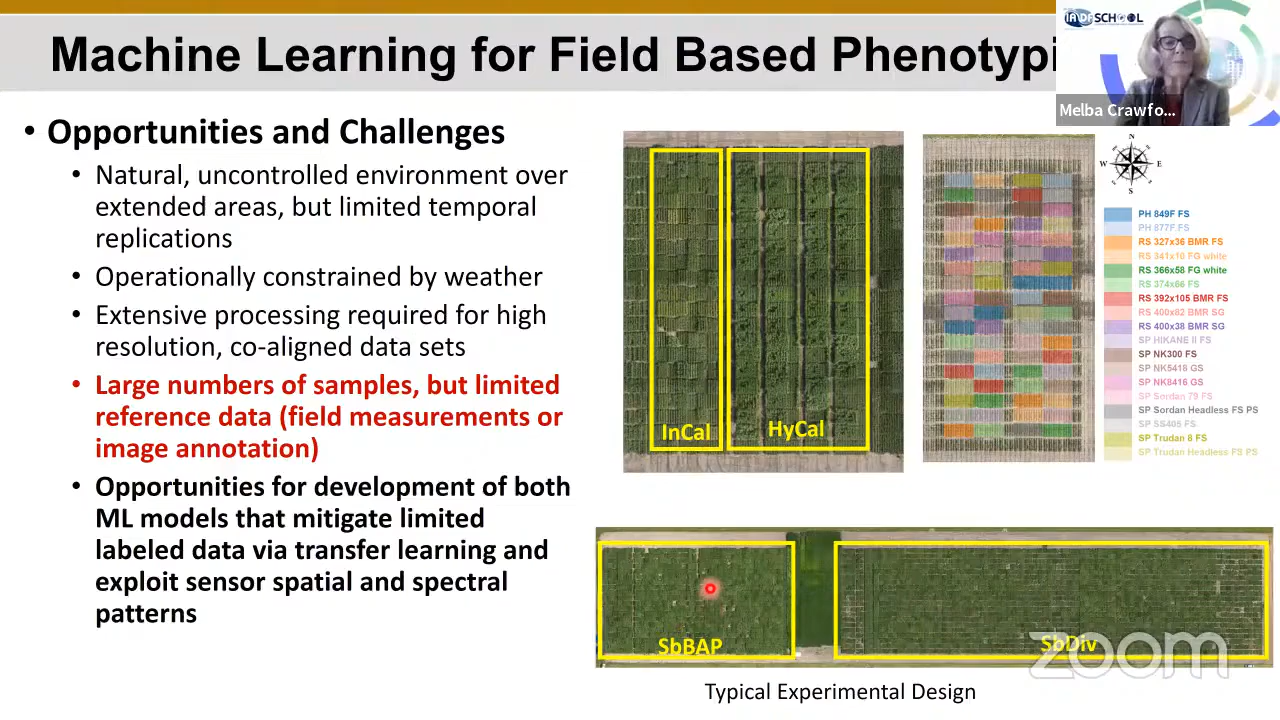 Machine Learning for Field Based Phenotypi
IADF SCHOOL
Melba Crawfo...
• Opportunities and Challenges
• Natural, uncontrolled environment over
extended areas, but limited temporal
replications
• Operationally constrained by weather
• Extensive processing required for high
resolution, co-aligned data sets
• Large numbers of samples, but limited
reference data (field measurements or
image annotation)
• Opportunities for development of both
ML models that mitigate limited
labeled data via transfer learning and
exploit sensor spatial and spectral
patterns
InCal
HyCal
N
W E
S
PH 849F FS
PH 877F FS
RS 327x36 BMR FS
RS 341x10 FG white
RS 366x58 FG white
RS 374x66 FS
RS 392x105 BMR FS
RS 400x82 BMR SG
RS 400x38 BMR SG
SP HIKANE II FS
SP NK300 FS
SP NK5418 GS
SP NK8416 GS
SP Sordan 79 FS
SP Sordan Headless FS PS
SP SS405 FS
SP Trudan 8 FS
SP Trudan Headless FS PS
SbBAP
SbDiv
zoom
Typical Experimental Design